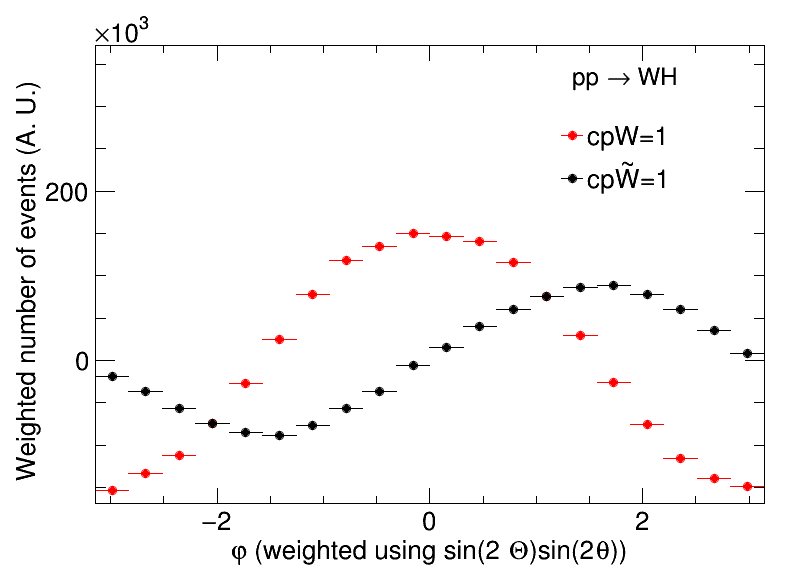 ×10³
Weighted number of events (A. U.)
200
0
pp → WH
cpW=1
cpW̃=1
−2 0 2
φ (weighted using sin(2 Θ)sin(2θ))